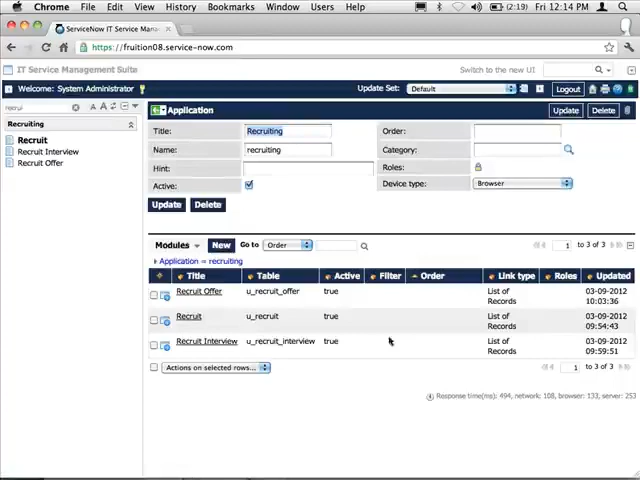 Chrome File Edit View History Bookmarks Window Users Help (2:19) Fri 12:14 PM
ServiceNow IT Service Mana
https://fruition08.service-now.com
IT Service Management Suite Switch to the new UI
Welcome: System Administrator Update Set: Default Logout
recrui A A
Application Update Delete
Recruiting
Title: Recruiting Order:
Recruit
Name: recruiting Category:
Recruit Interview
Recruit Offer
Hint: Roles:
Active: Device type: Browser
Update Delete
Modules New Go to Order 1 to 3 of 3
Application = recruiting
Title Table Active Filter Order Link type Roles Updated
Recruit Offer u_recruit_offer true List of Records 03-09-2012 10:03:36
Recruit u_recruit true List of Records 03-09-2012 09:54:43
Recruit Interview u_recruit_interview true List of Records 03-09-2012 09:59:51
Actions on selected rows... 1 to 3 of 3
Response time(ms): 494, network: 108, browser: 133, server: 253